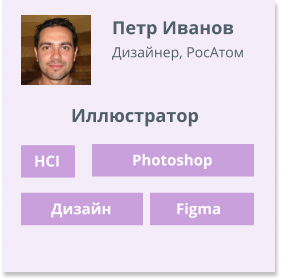 Петр Иванов
Дизайнер, РосАтом
Иллюстратор
HCI
Photoshop
Дизайн
Figma